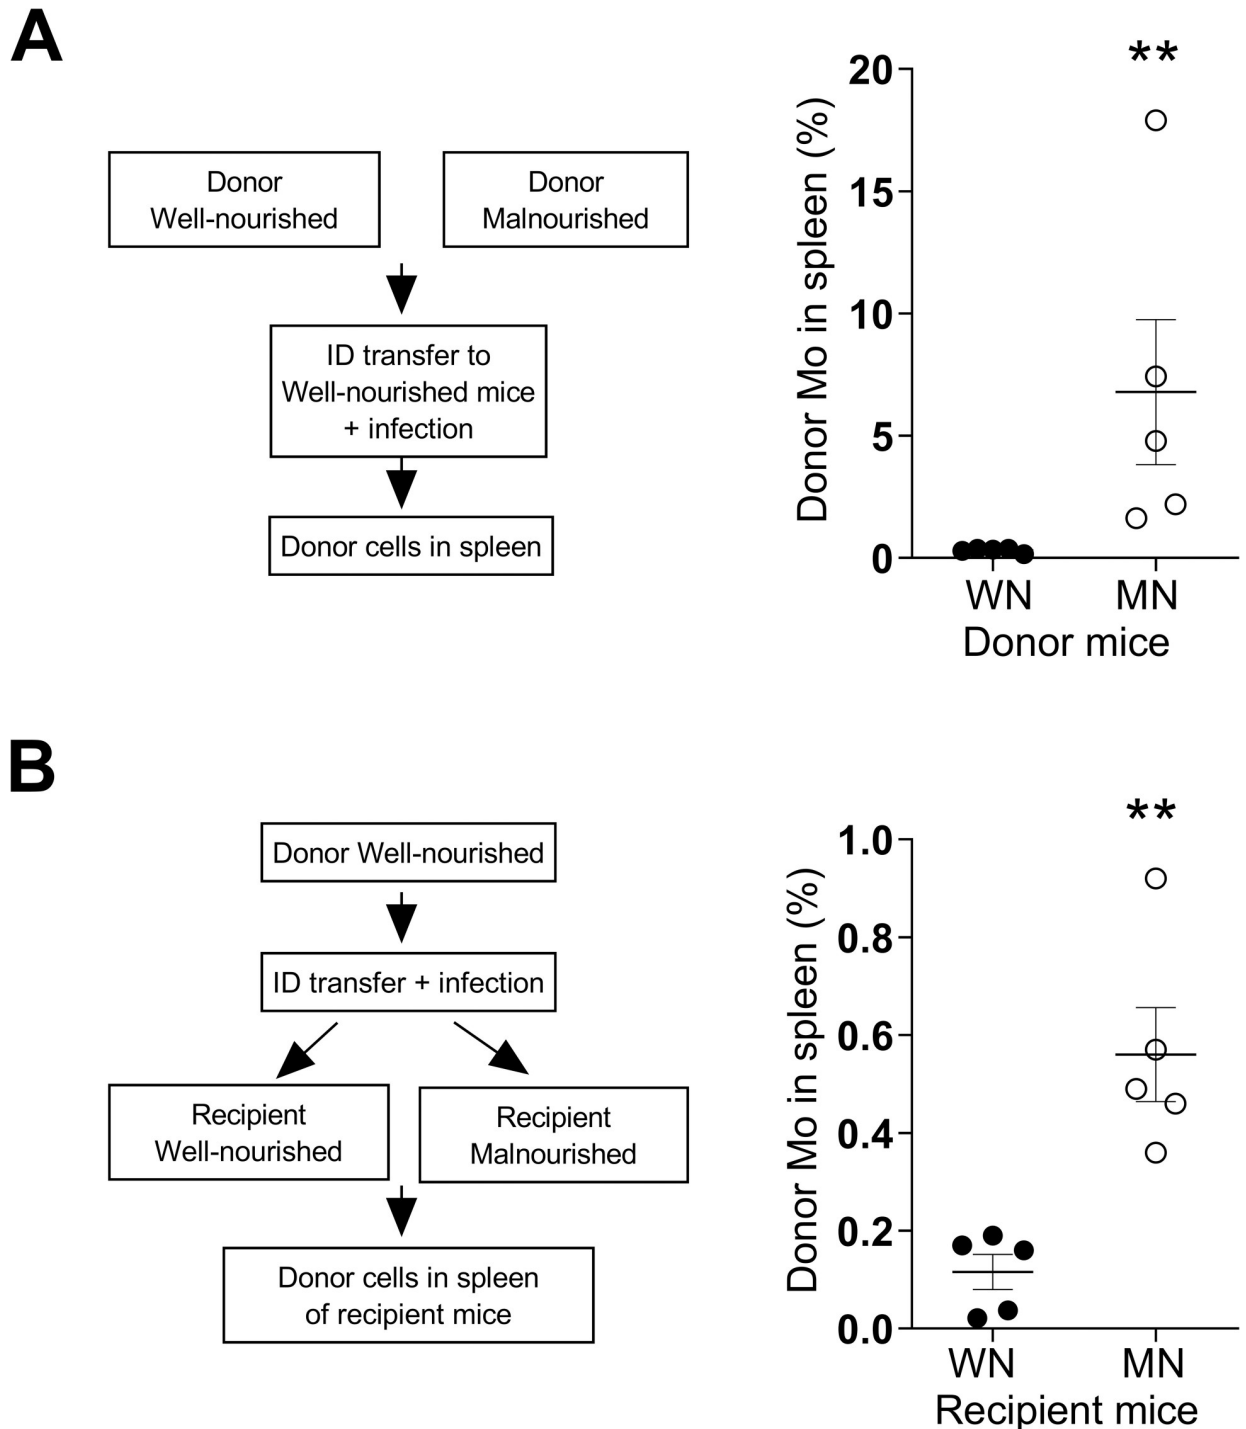 A
Donor
Well-nourished
Donor
Malnourished
ID transfer to
Well-nourished mice
+ infection
Donor cells in spleen
**
Donor Mo in spleen (%)
20
15
10
5
0
WN
MN
Donor mice
B
Donor Well-nourished
ID transfer + infection
Recipient
Well-nourished
Recipient
Malnourished
Donor cells in spleen
of recipient mice
**
Donor Mo in spleen (%)
1.0
0.8
0.6
0.4
0.2
0.0
WN
MN
Recipient mice